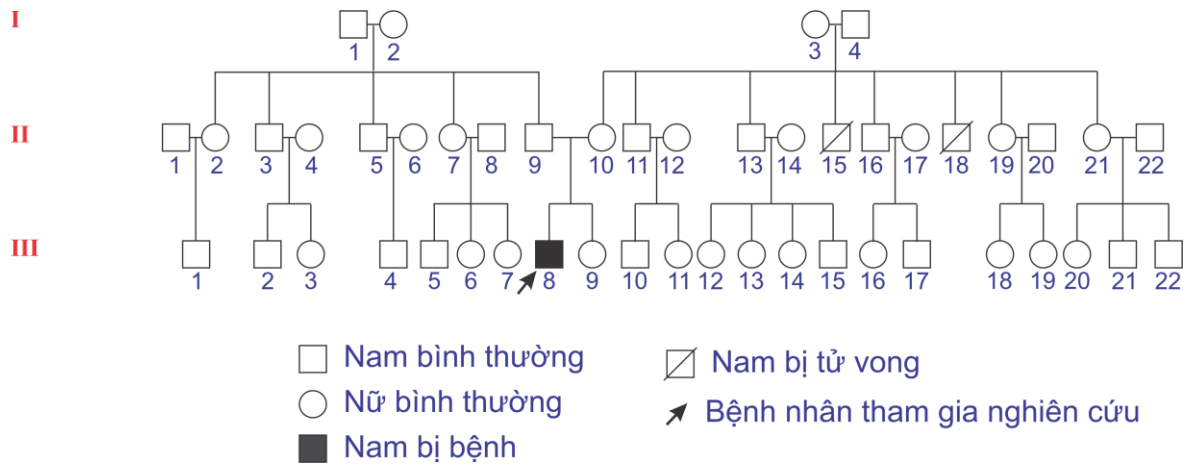 I
1 2 3 4
II
1 2 3 4 5 6 7 8 9 10 11 12 13 14 15 16 17 18 19 20 21 22
III
1 2 3 4 5 6 7 8 9 10 11 12 13 14 15 16 17 18 19 20 21 22
Nam bình thường Nam bị tử vong
Nữ bình thường Bệnh nhân tham gia nghiên cứu
Nam bị bệnh